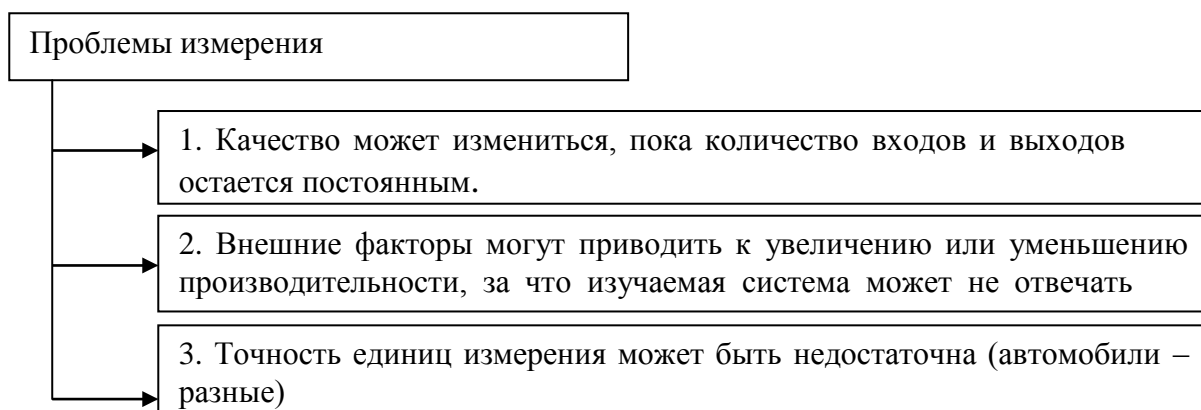 Проблемы измерения
1. Качество может измениться, пока количество входов и выходов
остается постоянным.
2. Внешние факторы могут приводить к увеличению или уменьшению
производительности, за что изучаемая система может не отвечать
3. Точность единиц измерения может быть недостаточна (автомобили –
разные)